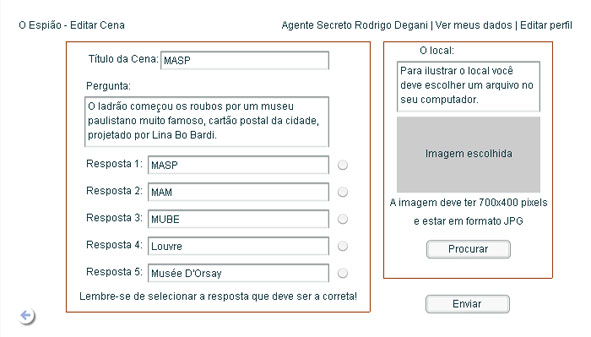 O Espião - Editar Cena
Agente Secreto Rodrigo Degani | Ver meus dados | Editar perfil
Título da Cena: MASP
Pergunta:
O ladrão começou os roubos por um museu
paulistano muito famoso, cartão postal da cidade,
projetado por Lina Bo Bardi.
Resposta 1: MASP
Resposta 2: MAM
Resposta 3: MUBE
Resposta 4: Louvre
Resposta 5: Musée D'Orsay
Lembre-se de selecionar a resposta que deve ser a correta!
O local:
Para ilustrar o local você
deve escolher um arquivo no
seu computador.
Imagem escolhida
A imagem deve ter 700x400 pixels
e estar em formato JPG
Procurar
Enviar